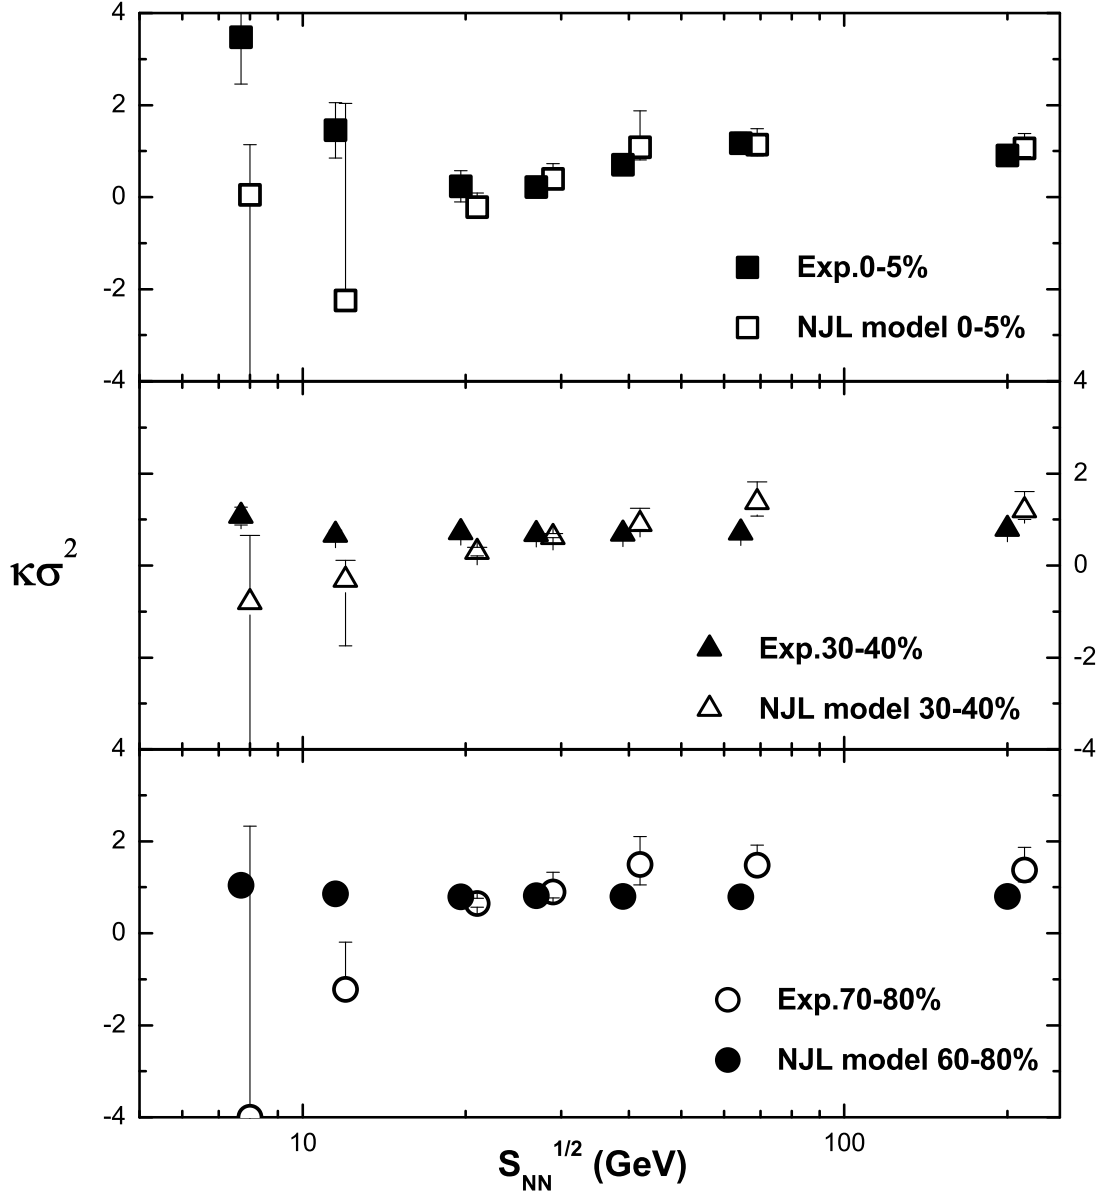 4
2
0
-2
-4
Exp.0-5%
NJL model 0-5%
4
2
0
-2
-4
κσ²
Exp.30-40%
NJL model 30-40%
4
2
0
-2
-4
Exp.70-80%
NJL model 60-80%
10
100
S_NN^1/2 (GeV)